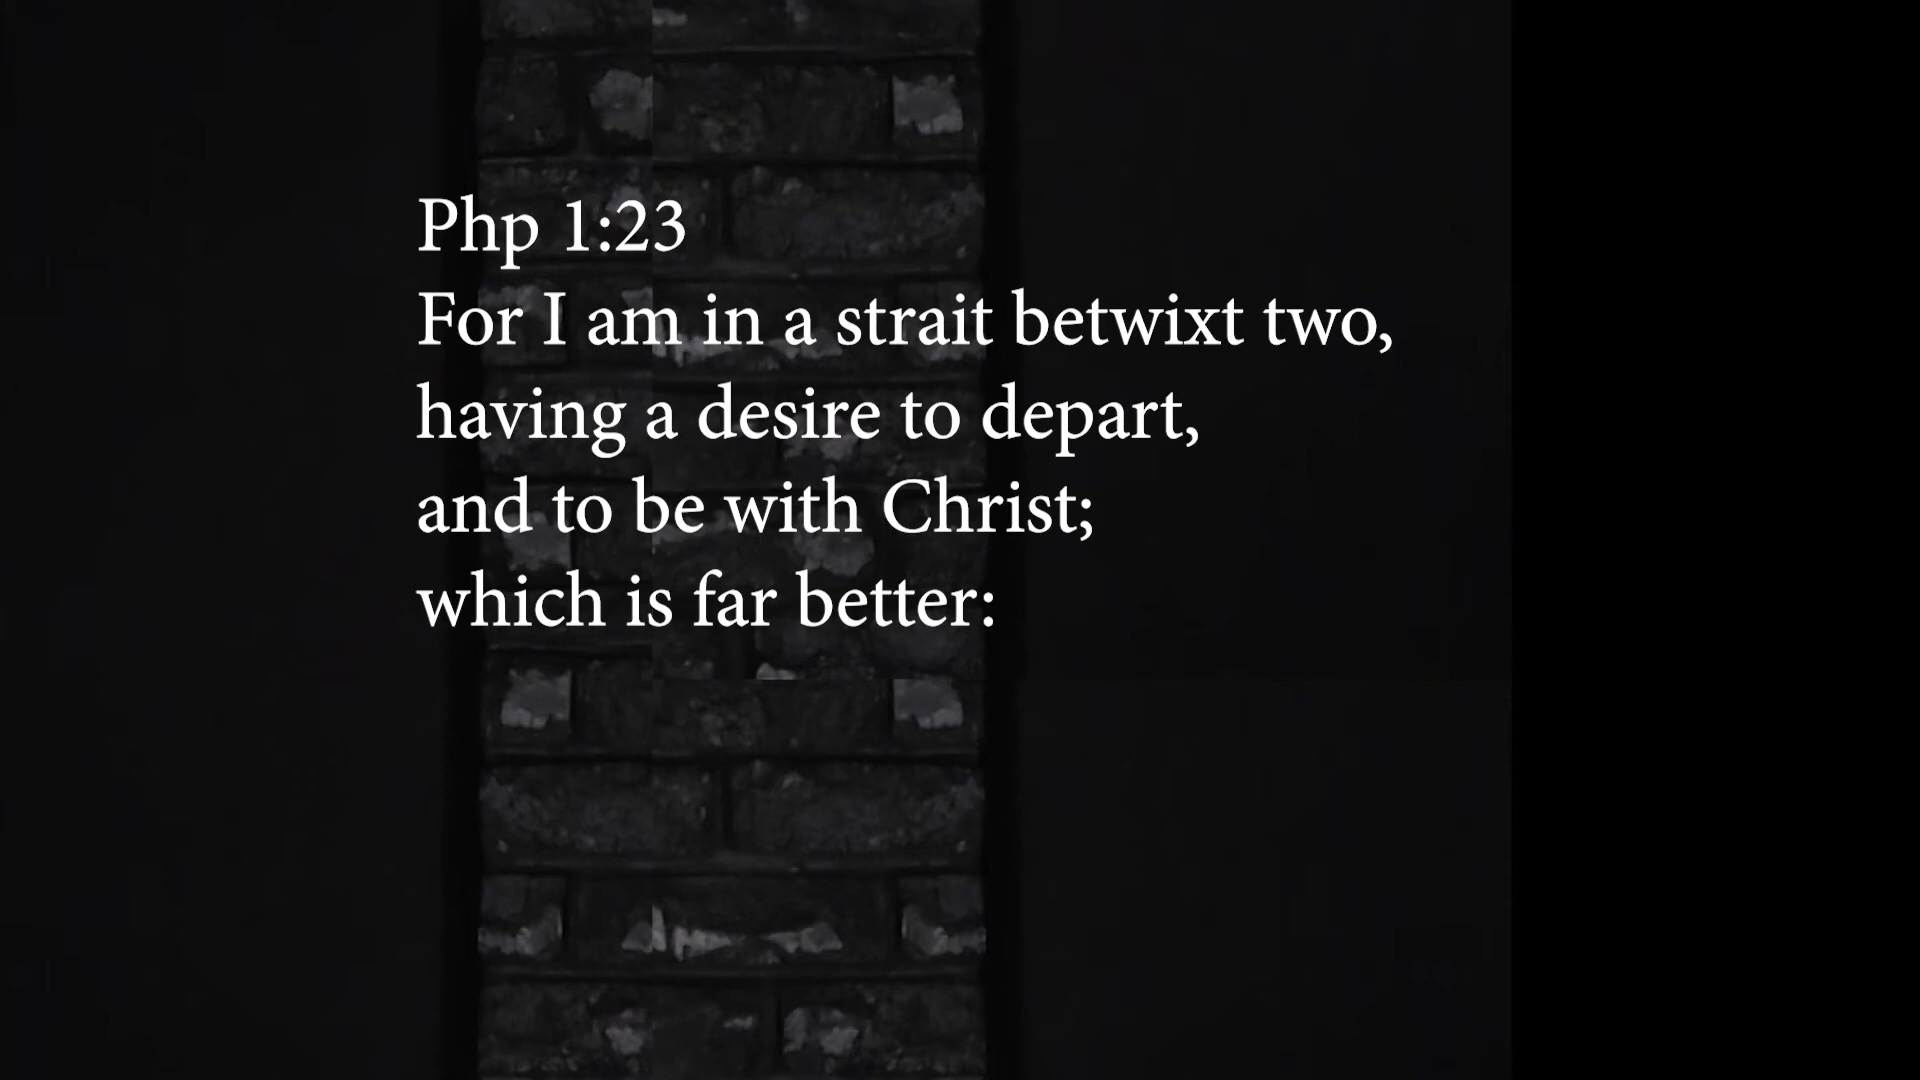 Php 1:23
For I am in a strait betwixt two,
having a desire to depart,
and to be with Christ;
which is far better: